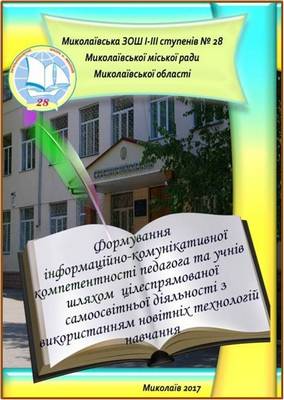 Миколаївська ЗОШ І-ІІІ ступенів № 28
Миколаївської міської ради
Миколаївської області
28
Формування
інформаційно-комунікативної
компетентності педагога та учнів
шляхом цілеспрямованої
самоосвітньої діяльності з
використанням новітніх технологій
навчання
Миколаїв 2017